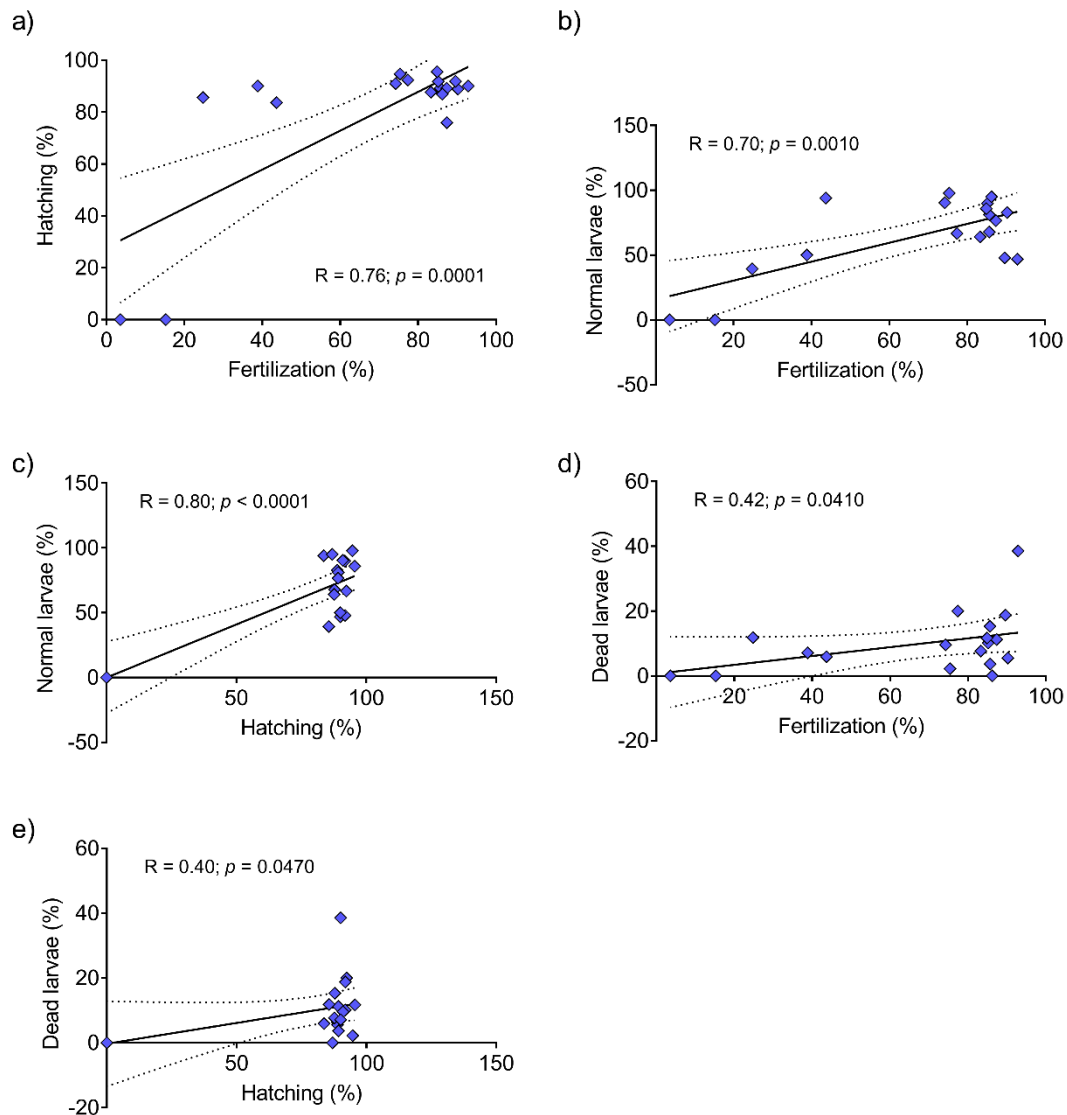 a)
100
80
60
40
20
0
Hatching (%)
R = 0.76; p = 0.0001
0 20 40 60 80 100
Fertilization (%)
b)
150
100
50
0
-50
Normal larvae (%)
R = 0.70; p = 0.0010
20 40 60 80 100
Fertilization (%)
c)
150
100
50
0
-50
Normal larvae (%)
R = 0.80; p < 0.0001
50 100 150
Hatching (%)
d)
60
40
20
0
-20
Dead larvae (%)
R = 0.42; p = 0.0410
20 40 60 80 100
Fertilization (%)
e)
60
40
20
0
-20
Dead larvae (%)
R = 0.40; p = 0.0470
50 100 150
Hatching (%)